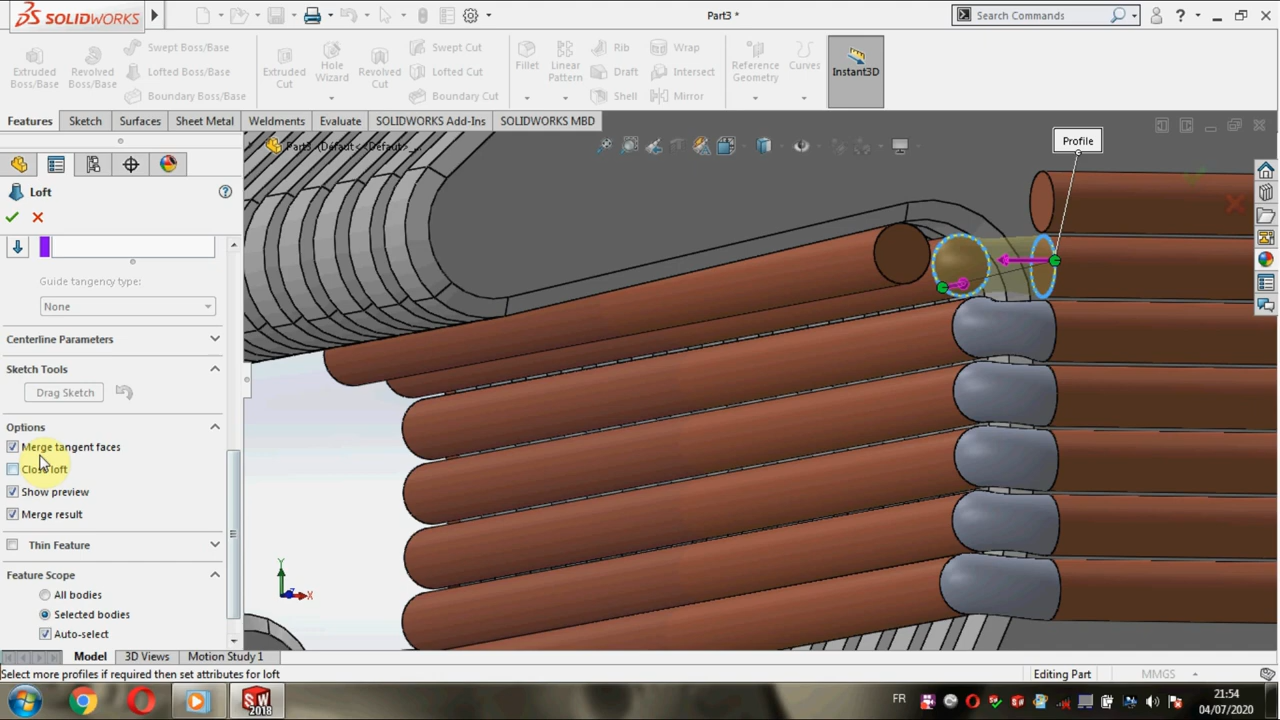 SOLIDWORKS
Part3 *
Search Commands
Extruded Boss/Base
Revolved Boss/Base
Swept Boss/Base
Lofted Boss/Base
Boundary Boss/Base
Extruded Cut
Hole Wizard
Revolved Cut
Swept Cut
Lofted Cut
Boundary Cut
Fillet
Linear Pattern
Rib
Draft
Shell
Wrap
Intersect
Mirror
Reference Geometry
Curves
Instant3D
Features
Sketch
Surfaces
Sheet Metal
Weldments
Evaluate
SOLIDWORKS Add-Ins
SOLIDWORKS MBD
Part3 (Défaut<<Défaut>_...
Profile
Loft
Guide tangency type:
None
Centerline Parameters
Sketch Tools
Drag Sketch
Options
Merge tangent faces
Close loft
Show preview
Merge result
Thin Feature
Feature Scope
All bodies
Selected bodies
Auto-select
Y
X
Model
3D Views
Motion Study 1
Select more profiles if required then set attributes for loft
Editing Part
MMGS
SW
2018
FR
21:54
04/07/2020